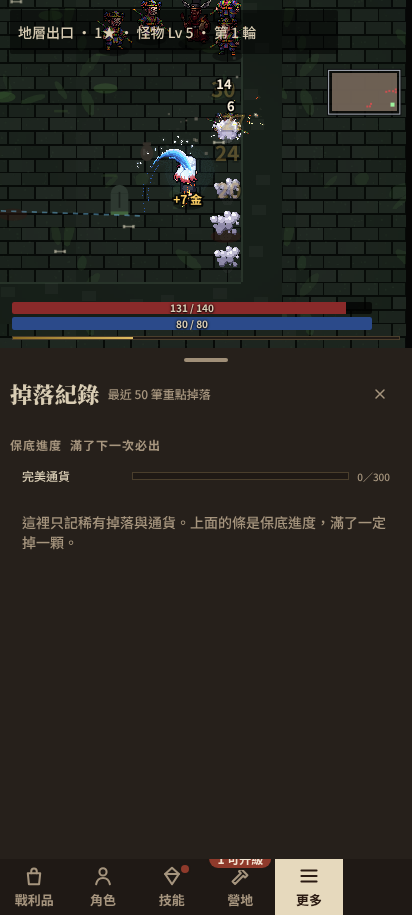 地層出口 · 1★ · 怪物 Lv 5 · 第 1 輪
14
6
24
+7 金
131 / 140
80 / 80
掉落紀錄 最近 50 筆重點掉落 ×
保底進度 滿了下一次必出
完美通貨 0／300
這裡只記稀有掉落與通貨。上面的條是保底進度，滿了一定
掉一顆。
1 可升級
戰利品 角色 技能 營地 更多